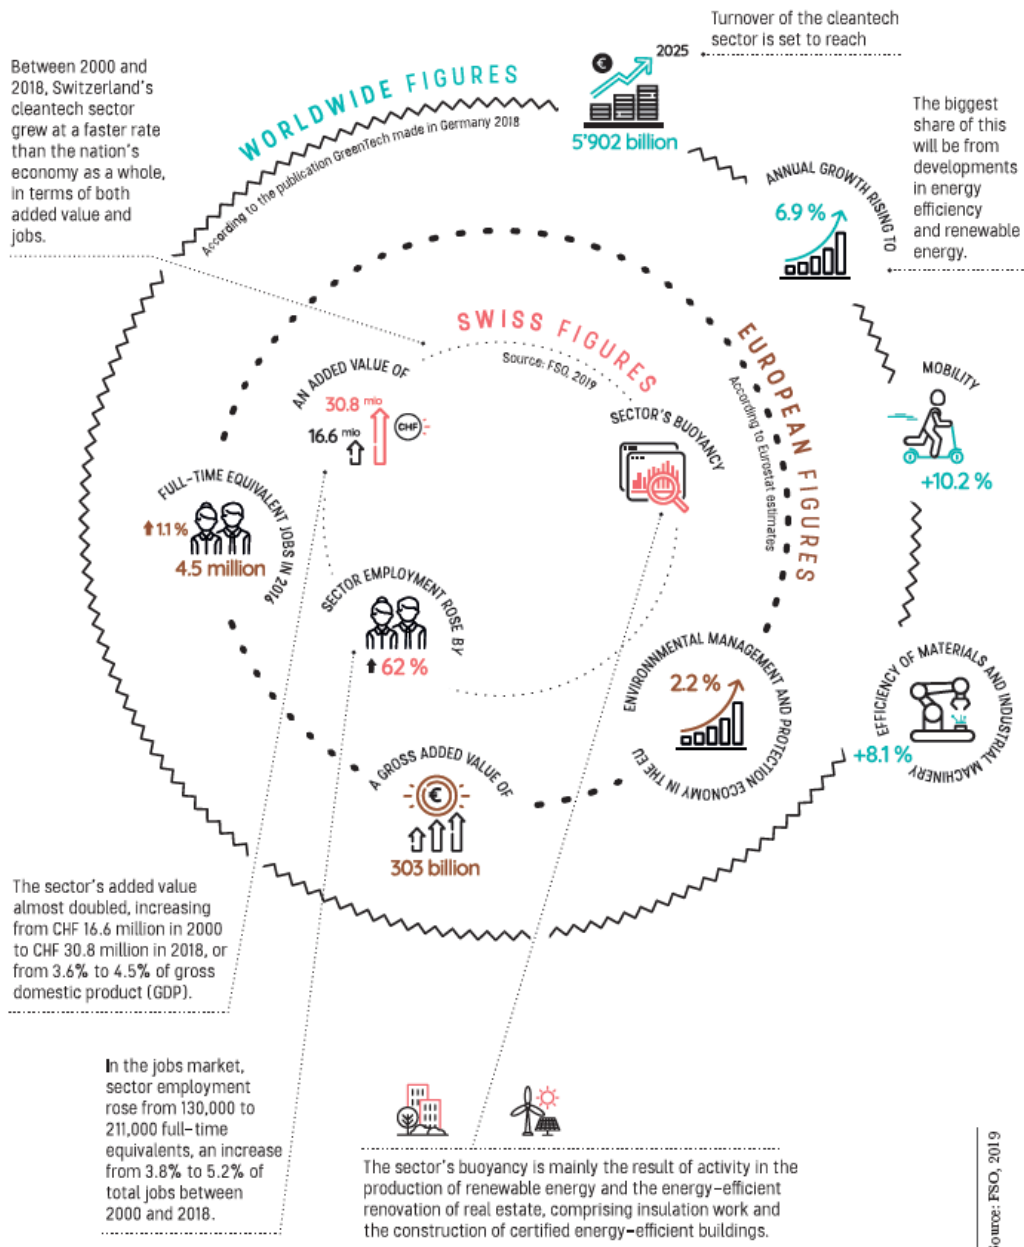 Turnover of the cleantech
sector is set to reach
2025
5'902 billion
Between 2000 and
2018, Switzerland's
cleantech sector
grew at a faster rate
than the nation's
economy as a whole,
in terms of both
added value and
jobs.
WORLDWIDE FIGURES
According to the publication GreenTech made in Germany 2018
The biggest
share of this
will be from
developments
in energy
efficiency
and renewable
energy.
ANNUAL GROWTH RISING TO
6.9 %
SWISS FIGURES
Source: FSO, 2019
EUROPEAN FIGURES
According to Eurostat estimates
MOBILITY
+10.2 %
AN ADDED VALUE OF
30.8 mio
16.6 mio
CHF
SECTOR'S BUOYANCY
FULL-TIME EQUIVALENT JOBS IN 2016
1.1 %
4.5 million
SECTOR EMPLOYMENT ROSE BY
62 %
ENVIRONNMENTAL MANAGEMENT AND PROTECTION ECONOMY IN THE EU
2.2 %
EFFICIENCY OF MATERIALS AND INDUSTRIAL MACHINERY
+8.1 %
A GROSS ADDED VALUE OF
€
303 billion
The sector's added value
almost doubled, increasing
from CHF 16.6 million in 2000
to CHF 30.8 million in 2018, or
from 3.6% to 4.5% of gross
domestic product (GDP).
In the jobs market,
sector employment
rose from 130,000 to
211,000 full-time
equivalents, an increase
from 3.8% to 5.2% of
total jobs between
2000 and 2018.
The sector's buoyancy is mainly the result of activity in the
production of renewable energy and the energy-efficient
renovation of real estate, comprising insulation work and
the construction of certified energy-efficient buildings.
Source: FSO, 2019